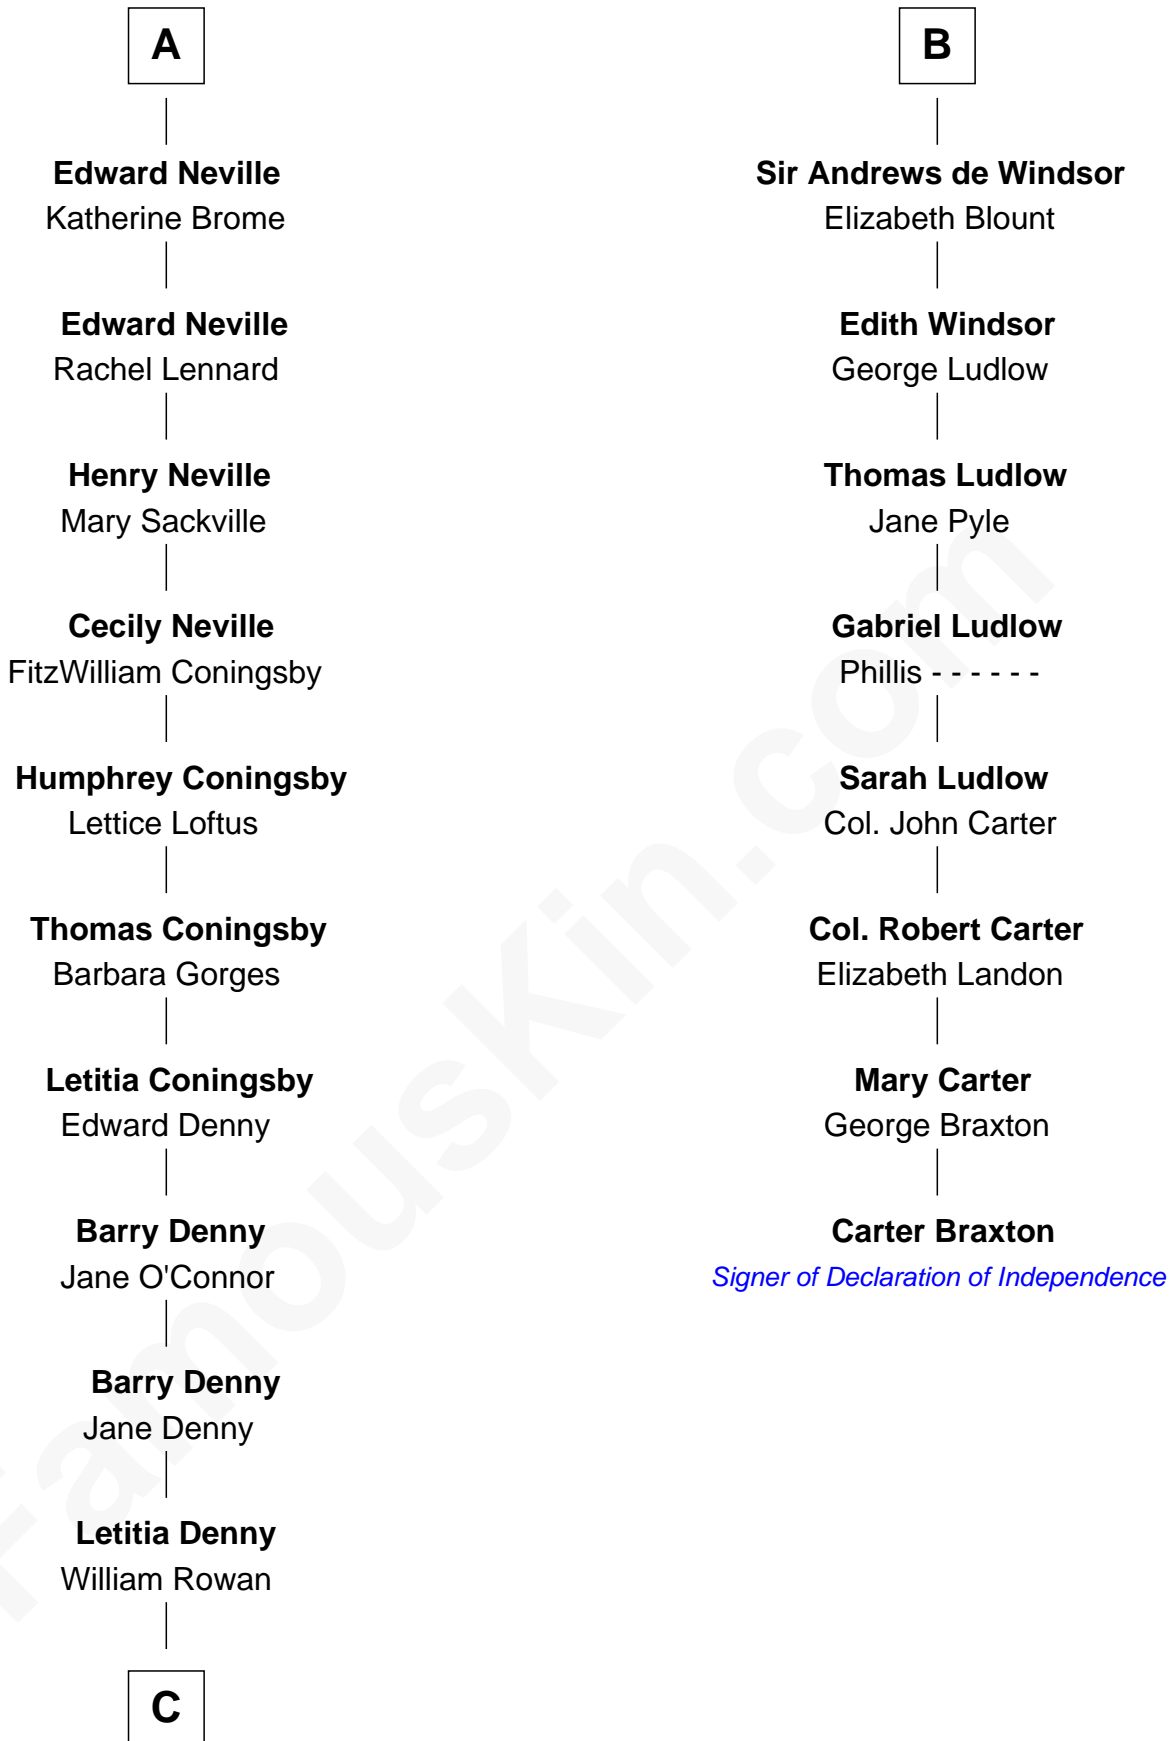 A
Edward Neville
Katherine Brome
Edward Neville
Rachel Lennard
Henry Neville
Mary Sackville
Cecily Neville
FitzWilliam Coningsby
Humphrey Coningsby
Lettice Loftus
Thomas Coningsby
Barbara Gorges
Letitia Coningsby
Edward Denny
Barry Denny
Jane O'Connor
Barry Denny
Jane Denny
Letitia Denny
William Rowan
C
B
Sir Andrews de Windsor
Elizabeth Blount
Edith Windsor
George Ludlow
Thomas Ludlow
Jane Pyle
Gabriel Ludlow
Phillis - - - - - -
Sarah Ludlow
Col. John Carter
Col. Robert Carter
Elizabeth Landon
Mary Carter
George Braxton
Carter Braxton
Signer of Declaration of Independence
FamousKin.com